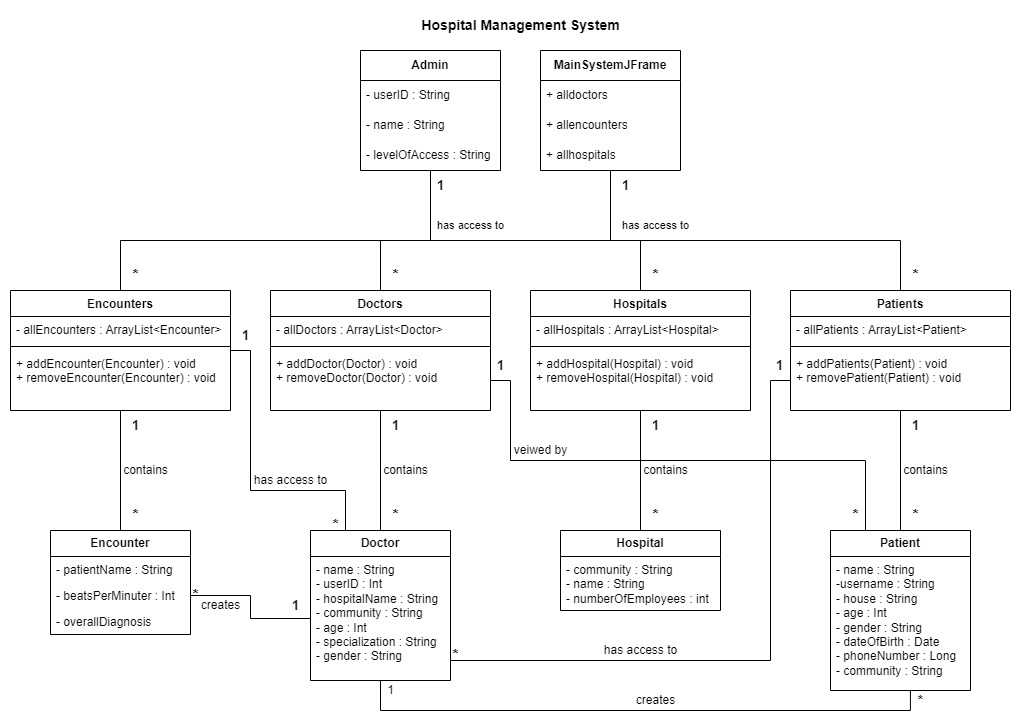 Hospital Management System
Admin
- userID : String
- name : String
- levelOfAccess : String
MainSystemJFrame
+ alldoctors
+ allencounters
+ allhospitals
1
1
has access to
has access to
*
*
*
*
Encounters
- allEncounters : ArrayList<Encounter>
+ addEncounter(Encounter) : void
+ removeEncounter(Encounter) : void
1
Doctors
- allDoctors : ArrayList<Doctor>
+ addDoctor(Doctor) : void
+ removeDoctor(Doctor) : void
1
Hospitals
- allHospitals : ArrayList<Hospital>
+ addHospital(Hospital) : void
+ removeHospital(Hospital) : void
1
Patients
- allPatients : ArrayList<Patient>
+ addPatients(Patient) : void
+ removePatient(Patient) : void
1
1
1
1
veiwed by
contains
contains
contains
contains
has access to
*
*
*
*
*
*
Encounter
- patientName : String
- beatsPerMinuter : Int
- overallDiagnosis
*
creates
1
Doctor
- name : String
- userID : Int
- hospitalName : String
- community : String
- age : Int
- specialization : String
- gender : String
Hospital
- community : String
- name : String
- numberOfEmployees : int
Patient
- name : String
-username : String
- house : String
- age : Int
- gender : String
- dateOfBirth : Date
- phoneNumber : Long
- community : String
*
has access to
1
creates
*